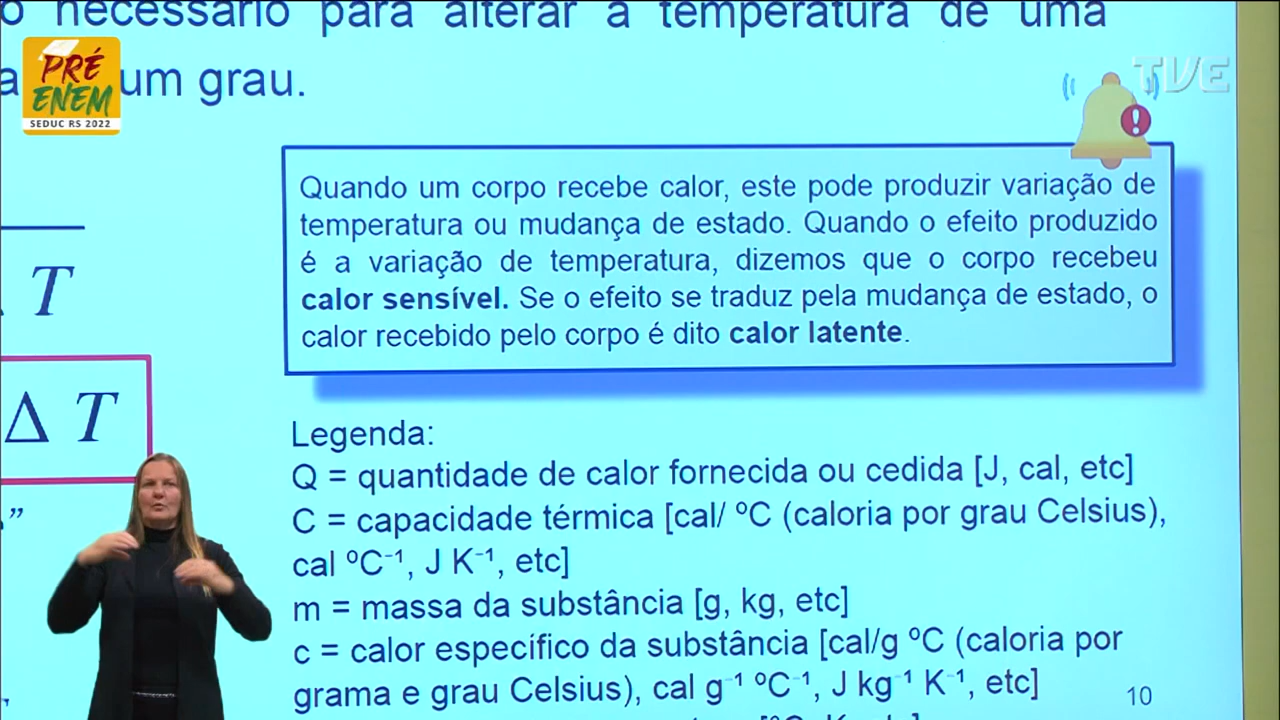 necessário para alterar a temperatura de uma
um grau.
PRÉ
ENEM
SEDUC RS 2022
TVE
Quando um corpo recebe calor, este pode produzir variação de
temperatura ou mudança de estado. Quando o efeito produzido
é a variação de temperatura, dizemos que o corpo recebeu
calor sensível. Se o efeito se traduz pela mudança de estado, o
calor recebido pelo corpo é dito calor latente.
T
Δ T
Legenda:
Q = quantidade de calor fornecida ou cedida [J, cal, etc]
C = capacidade térmica [cal/ ºC (caloria por grau Celsius),
cal ºC⁻¹, J K⁻¹, etc]
m = massa da substância [g, kg, etc]
c = calor específico da substância [cal/g ºC (caloria por
grama e grau Celsius), cal g⁻¹ ºC⁻¹, J kg⁻¹ K⁻¹, etc]
10